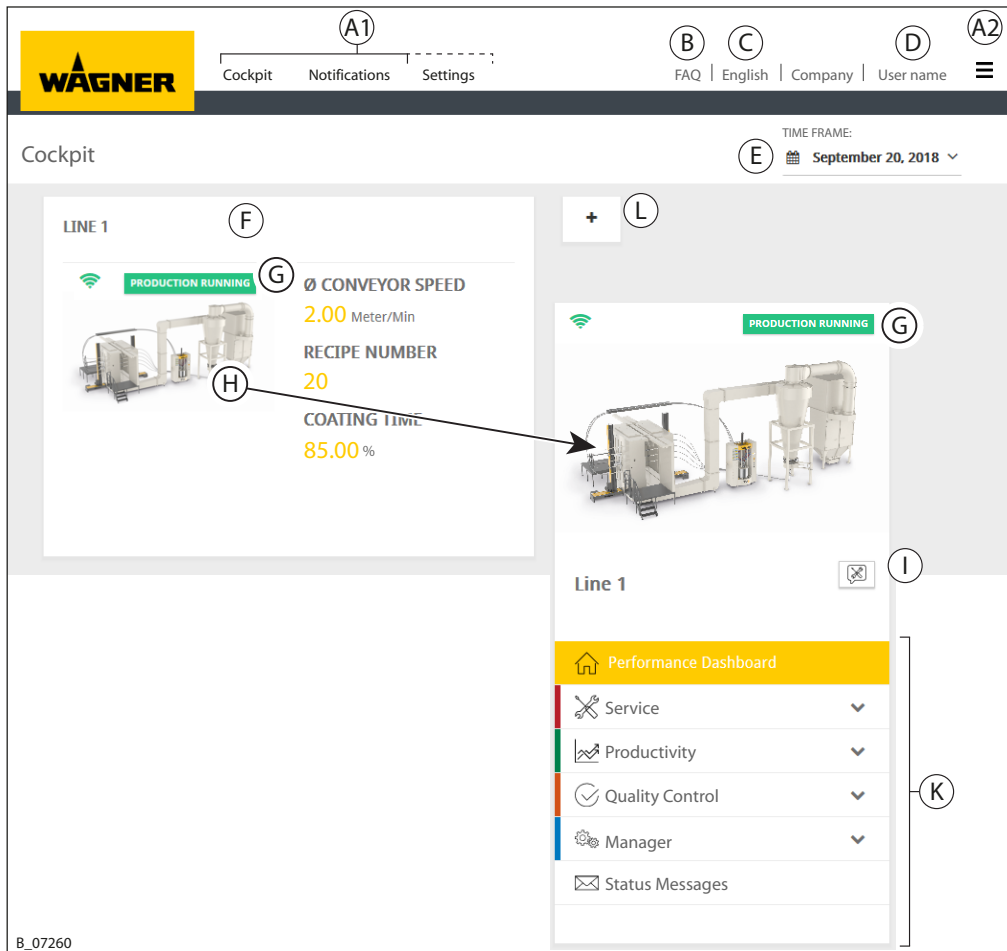 A1
A2
B
C
D
WAGNER
Cockpit Notifications Settings
FAQ | English | Company | User name
Cockpit
TIME FRAME:
E
September 20, 2018
LINE 1
F
+
L
PRODUCTION RUNNING
G
Ø CONVEYOR SPEED
2.00 Meter/Min
RECIPE NUMBER
20
COATING TIME
85.00 %
H
PRODUCTION RUNNING
G
Line 1
I
Performance Dashboard
Service
Productivity
Quality Control
Manager
Status Messages
K
B_07260